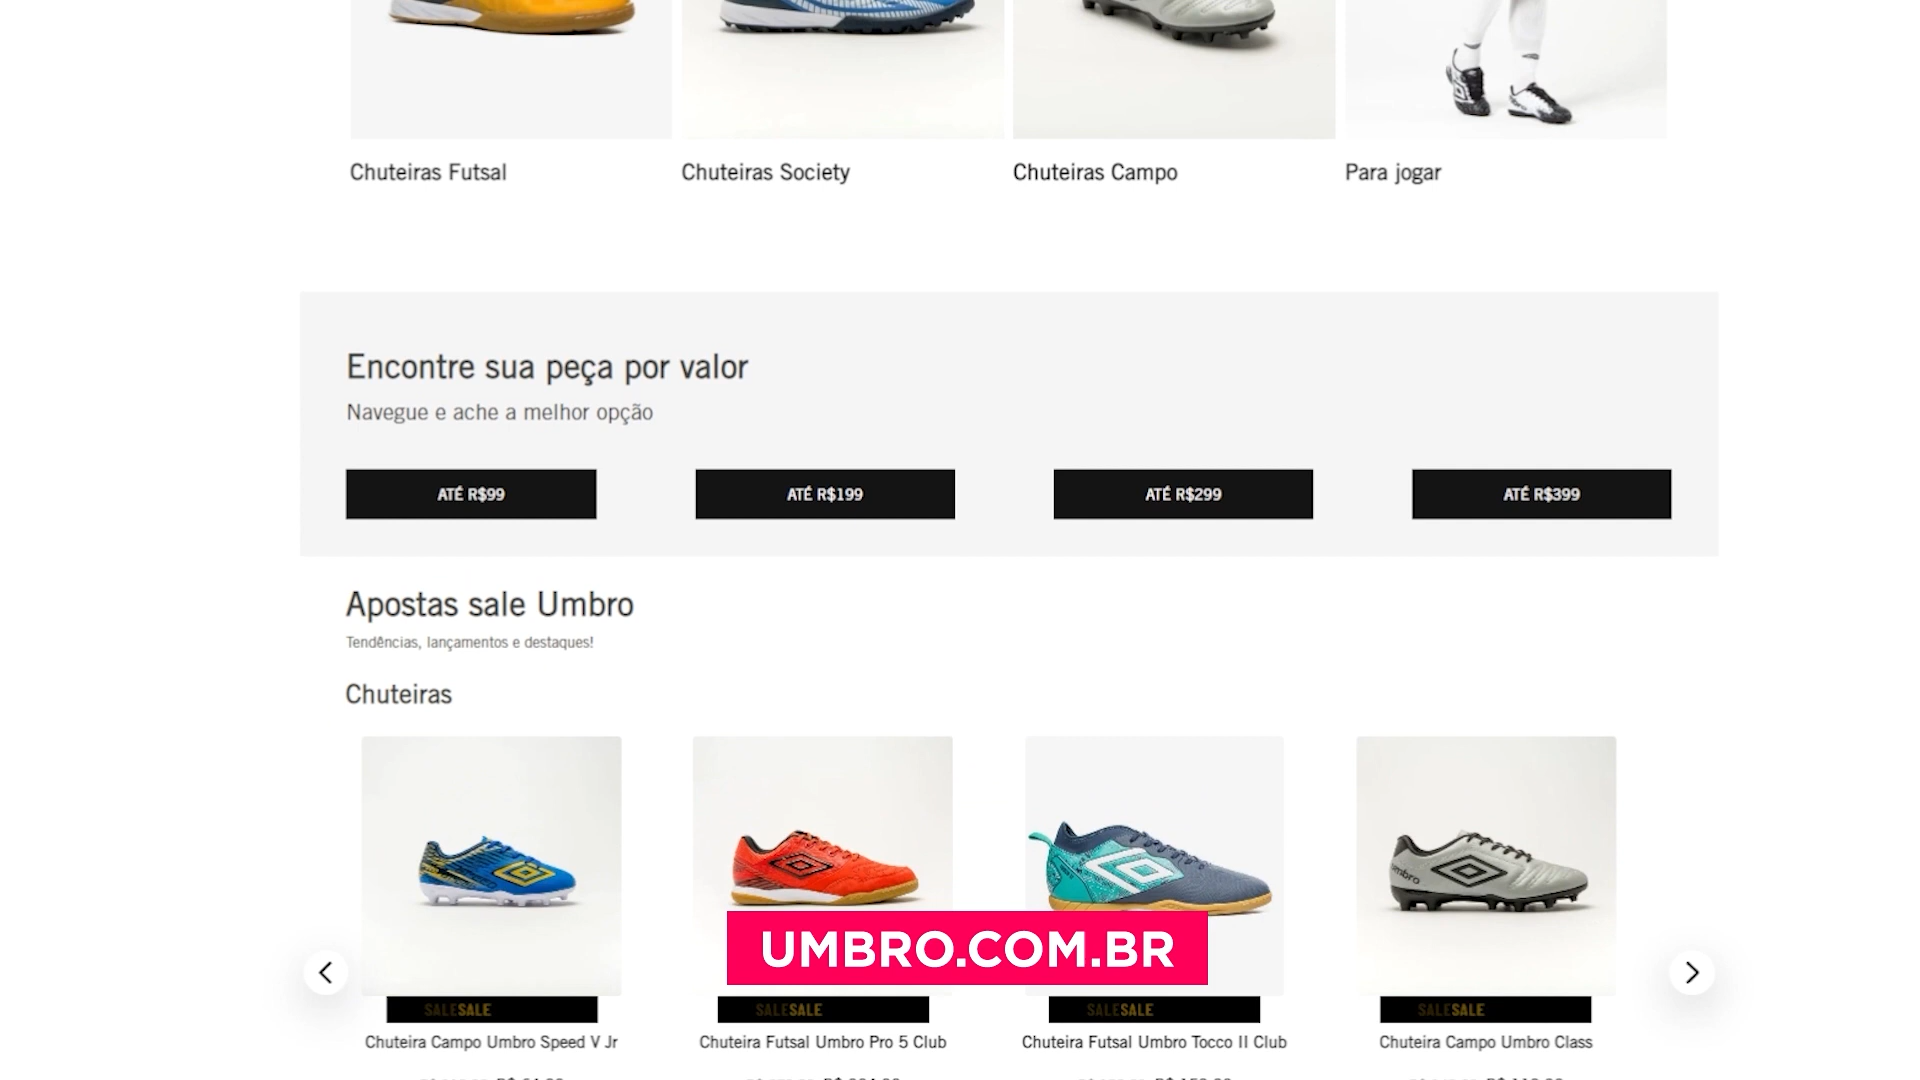 Chuteiras Futsal
Chuteiras Society
Chuteiras Campo
Para jogar
Encontre sua peça por valor
Navegue e ache a melhor opção
ATÉ R$99
ATÉ R$199
ATÉ R$299
ATÉ R$399
Apostas sale Umbro
Tendências, lançamentos e destaques!
Chuteiras
umbro
UMBRO.COM.BR
SALESALE
SALESALE
SALESALE
SALESALE
Chuteira Campo Umbro Speed V Jr
Chuteira Futsal Umbro Pro 5 Club
Chuteira Futsal Umbro Tocco II Club
Chuteira Campo Umbro Class